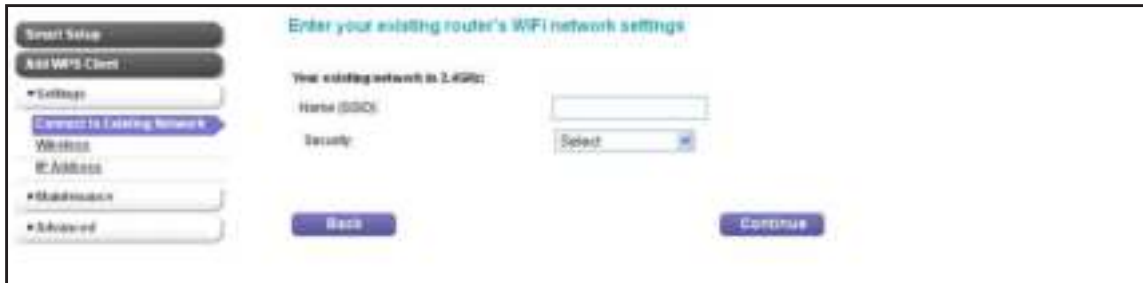 Smart Setup
Add WPS Client
Settings
Connect to Existing Network
Wireless
IP Address
Maintenance
Advanced
Enter your existing router's WiFi network settings
Your existing network in 2.4GHz:
Name (SSID):
Security:
Select
Back
Continue